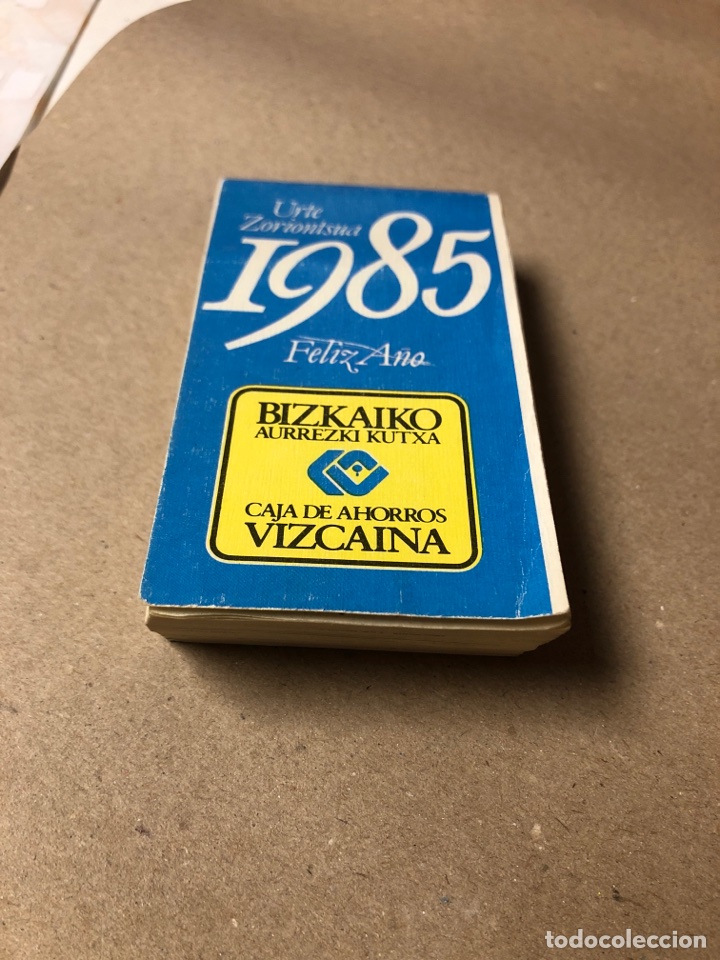 Urte
Zoriontsua
1985
Feliz Año
BIZKAIKO
AURREZKI KUTXA
CAJA DE AHORROS
VIZCAINA
todocoleccion